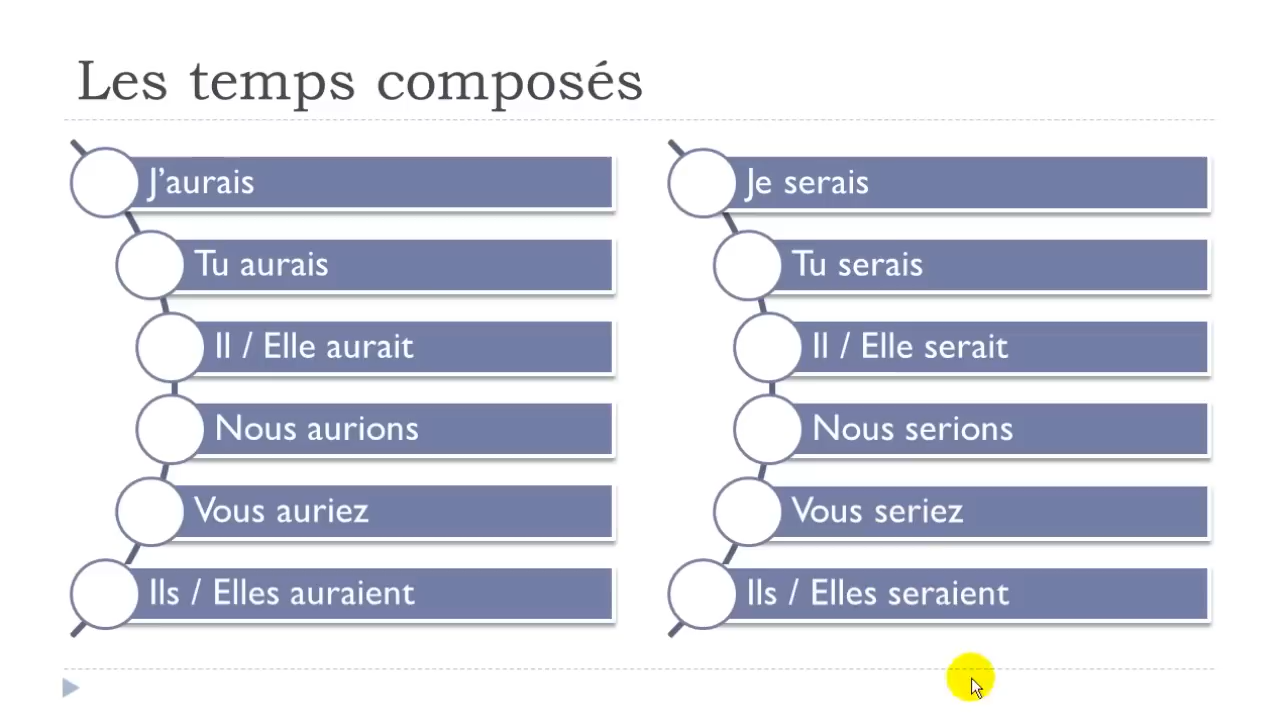 Les temps composés
J’aurais
Tu aurais
Il / Elle aurait
Nous aurions
Vous auriez
Ils / Elles auraient
Je serais
Tu serais
Il / Elle serait
Nous serions
Vous seriez
Ils / Elles seraient